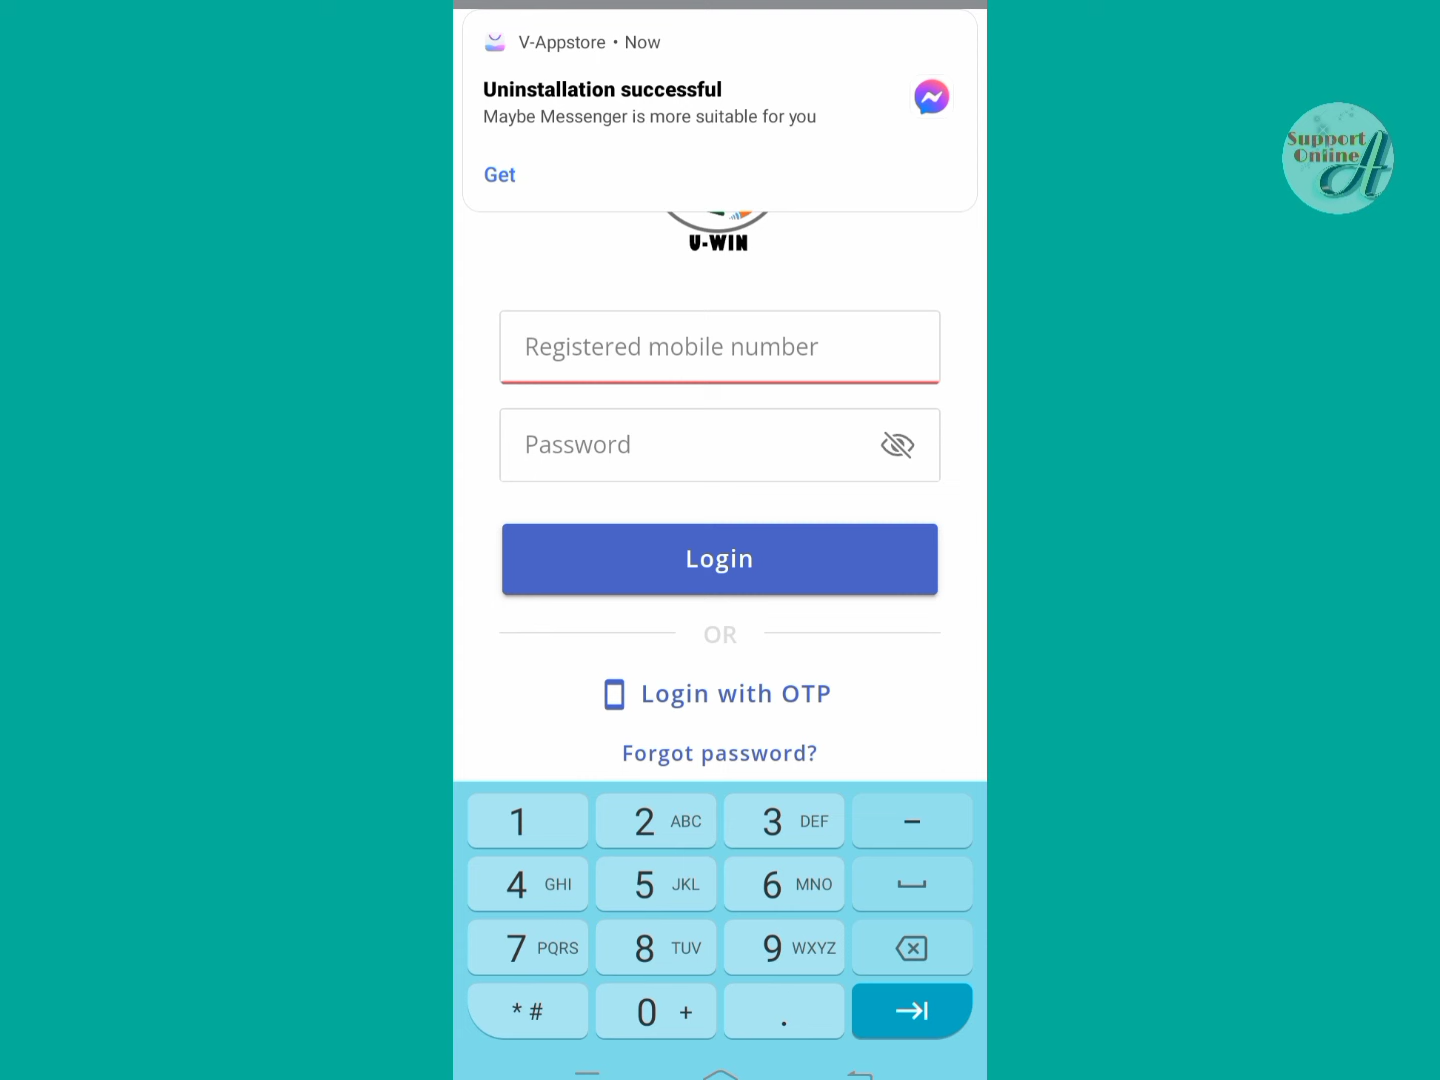 V-Appstore • Now
Uninstallation successful
Maybe Messenger is more suitable for you
Get
Support
Online
A
U-WIN
Registered mobile number
Password
Login
OR
Login with OTP
Forgot password?
1 2 ABC 3 DEF -
4 GHI 5 JKL 6 MNO
7 PQRS 8 TUV 9 WXYZ
* # 0 + .